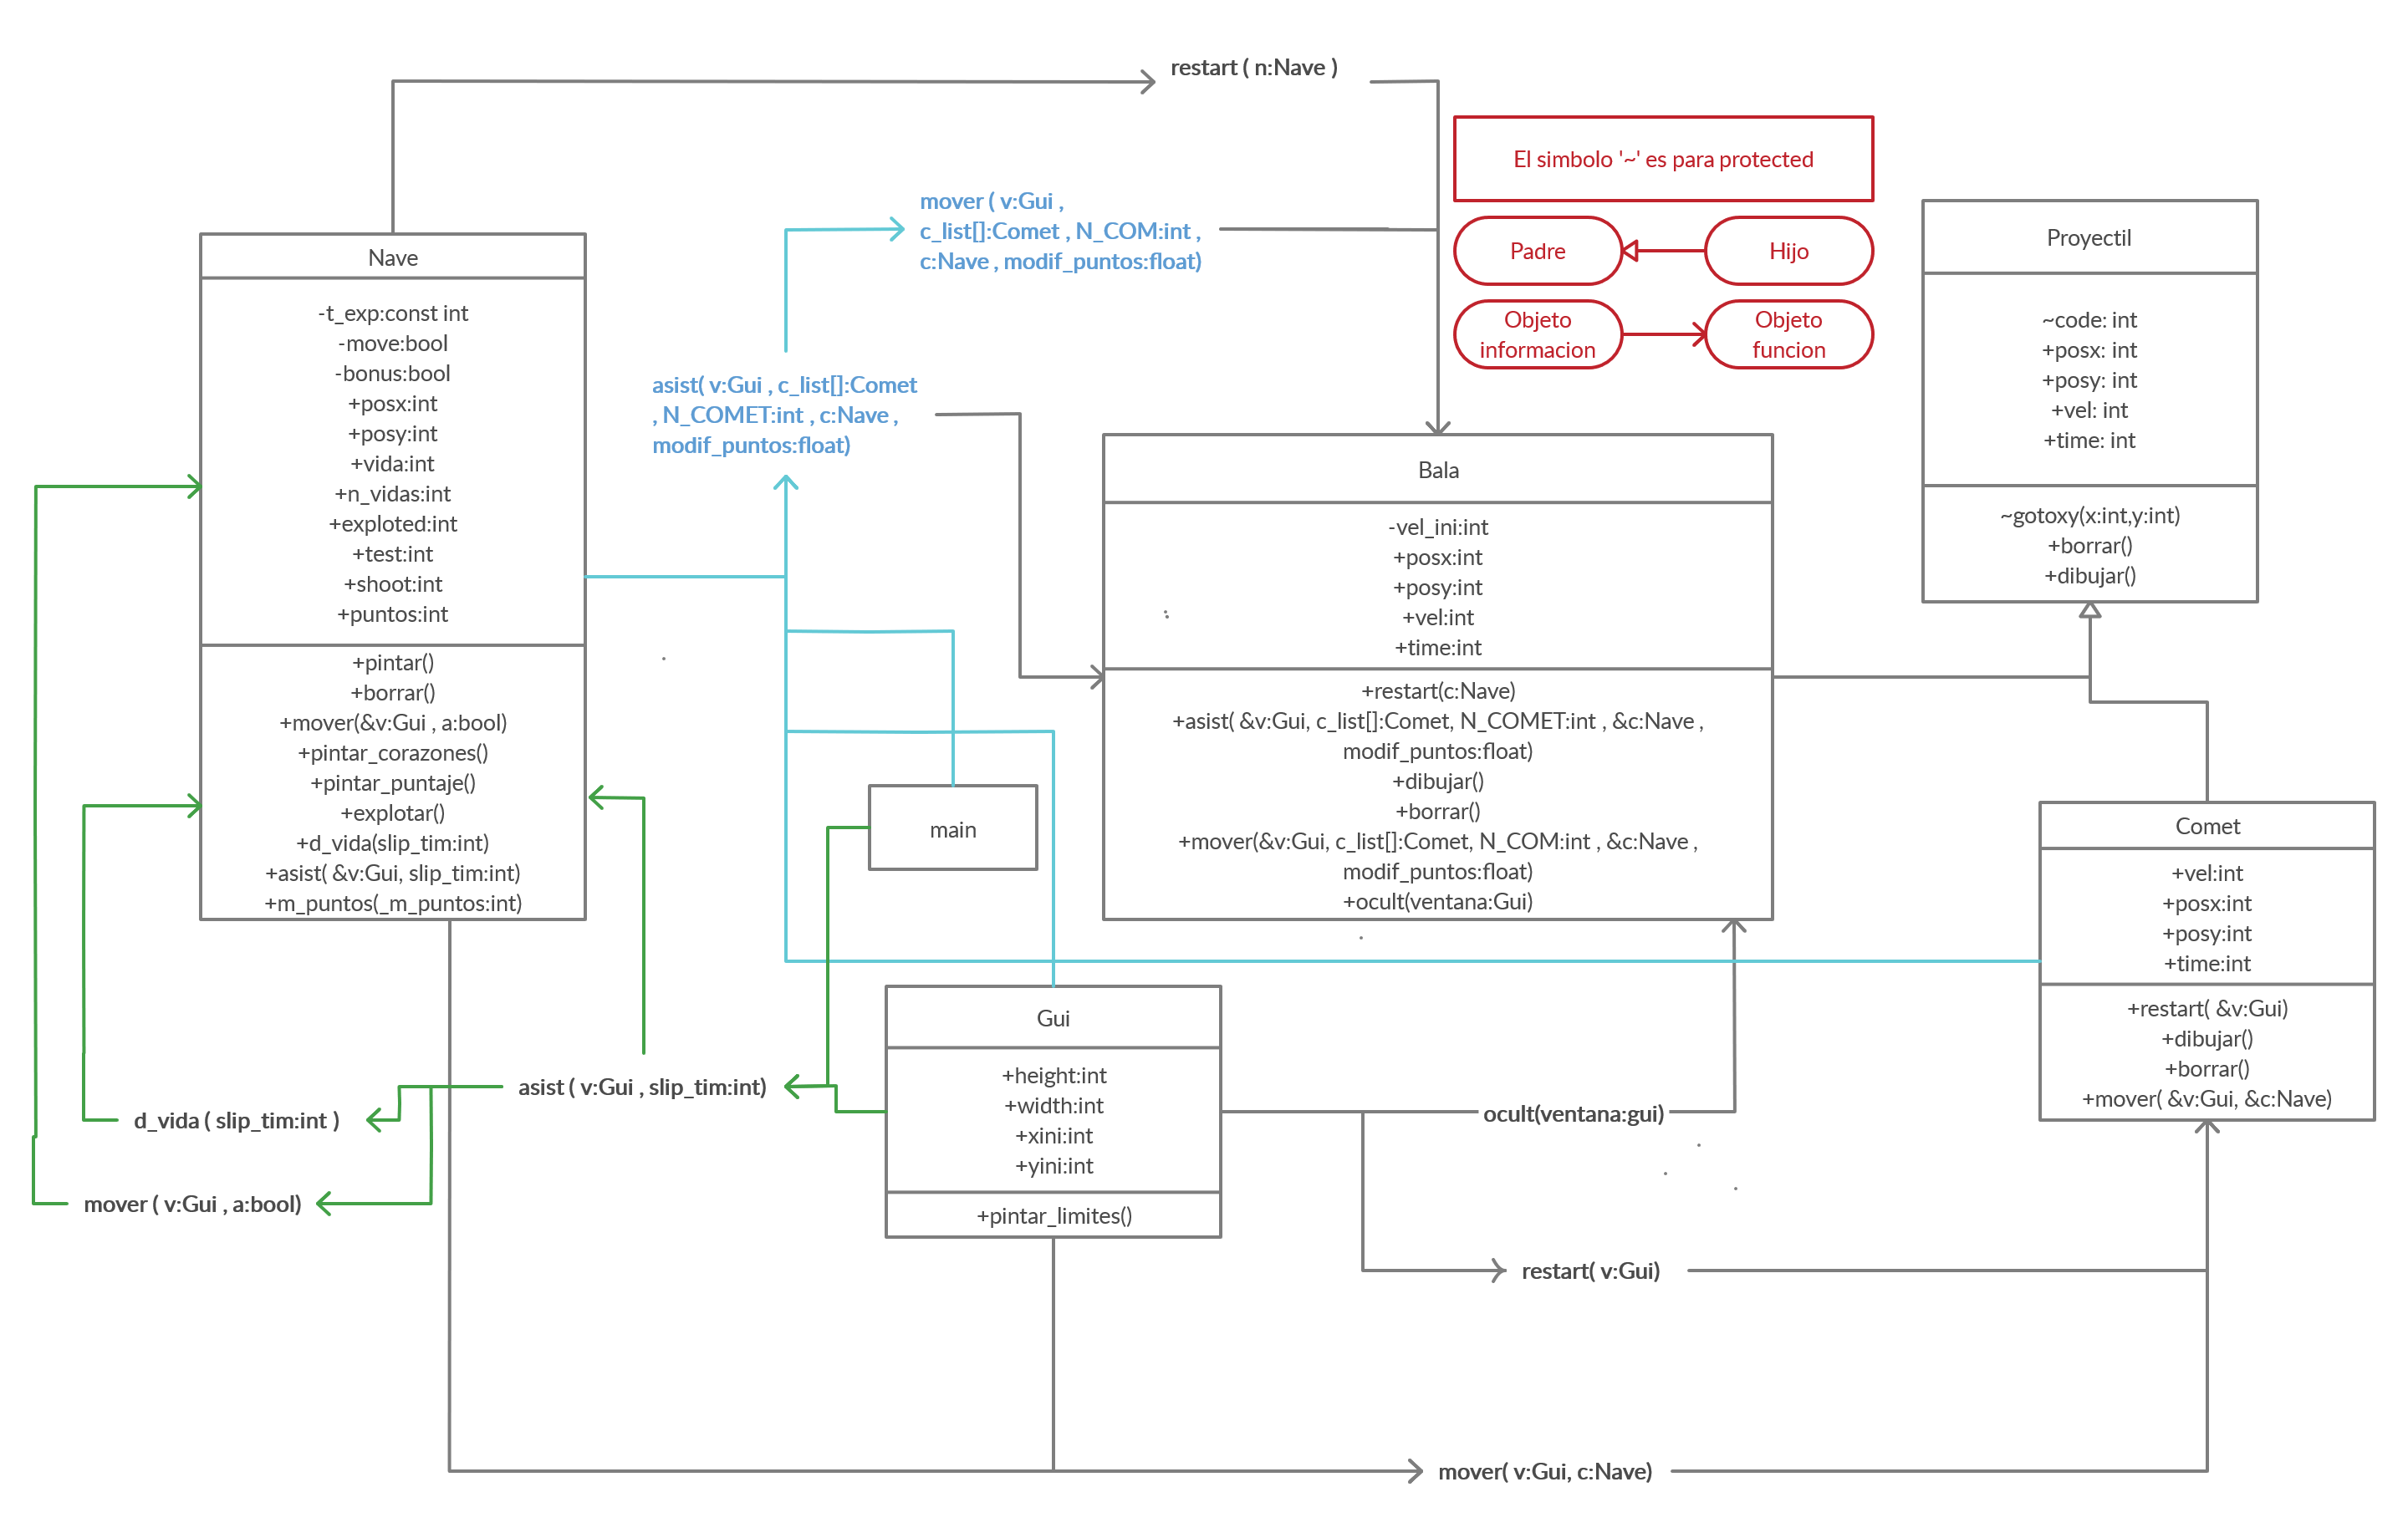 restart ( n:Nave )
El simbolo '~' es para protected
Padre
Hijo
Objeto
informacion
Objeto
funcion
mover ( v:Gui ,
c_list[]:Comet , N_COM:int ,
c:Nave , modif_puntos:float)
asist( v:Gui , c_list[]:Comet
, N_COMET:int , c:Nave ,
modif_puntos:float)
Nave
-t_exp:const int
-move:bool
-bonus:bool
+posx:int
+posy:int
+vida:int
+n_vidas:int
+exploted:int
+test:int
+shoot:int
+puntos:int
+pintar()
+borrar()
+mover(&v:Gui , a:bool)
+pintar_corazones()
+pintar_puntaje()
+explotar()
+d_vida(slip_tim:int)
+asist( &v:Gui, slip_tim:int)
+m_puntos(_m_puntos:int)
Proyectil
~code: int
+posx: int
+posy: int
+vel: int
+time: int
~gotoxy(x:int,y:int)
+borrar()
+dibujar()
Bala
-vel_ini:int
+posx:int
+posy:int
+vel:int
+time:int
+restart(c:Nave)
+asist( &v:Gui, c_list[]:Comet, N_COMET:int , &c:Nave ,
modif_puntos:float)
+dibujar()
+borrar()
+mover(&v:Gui, c_list[]:Comet, N_COM:int , &c:Nave ,
modif_puntos:float)
+ocult(ventana:Gui)
main
Comet
+vel:int
+posx:int
+posy:int
+time:int
+restart( &v:Gui)
+dibujar()
+borrar()
+mover( &v:Gui, &c:Nave)
Gui
+height:int
+width:int
+xini:int
+yini:int
+pintar_limites()
asist ( v:Gui , slip_tim:int)
d_vida ( slip_tim:int )
mover ( v:Gui , a:bool)
ocult(ventana:gui)
restart( v:Gui)
mover( v:Gui, c:Nave)